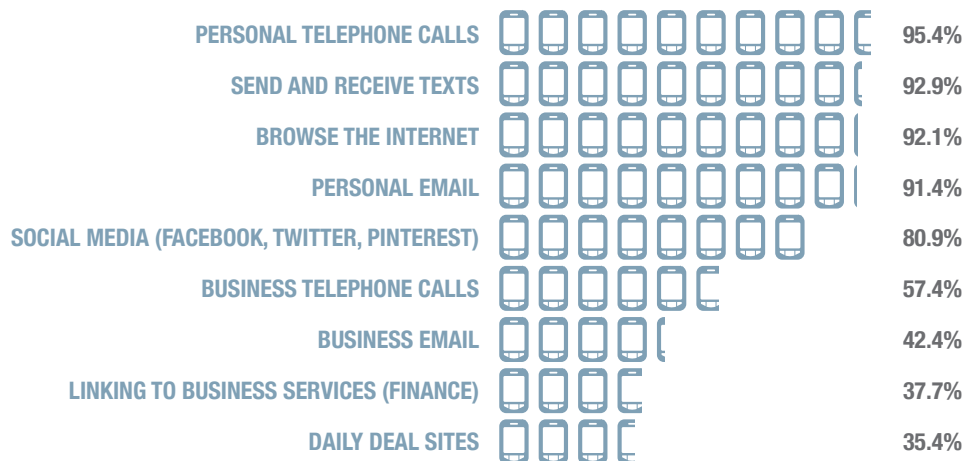 PERSONAL TELEPHONE CALLS 95.4%
SEND AND RECEIVE TEXTS 92.9%
BROWSE THE INTERNET 92.1%
PERSONAL EMAIL 91.4%
SOCIAL MEDIA (FACEBOOK, TWITTER, PINTEREST) 80.9%
BUSINESS TELEPHONE CALLS 57.4%
BUSINESS EMAIL 42.4%
LINKING TO BUSINESS SERVICES (FINANCE) 37.7%
DAILY DEAL SITES 35.4%